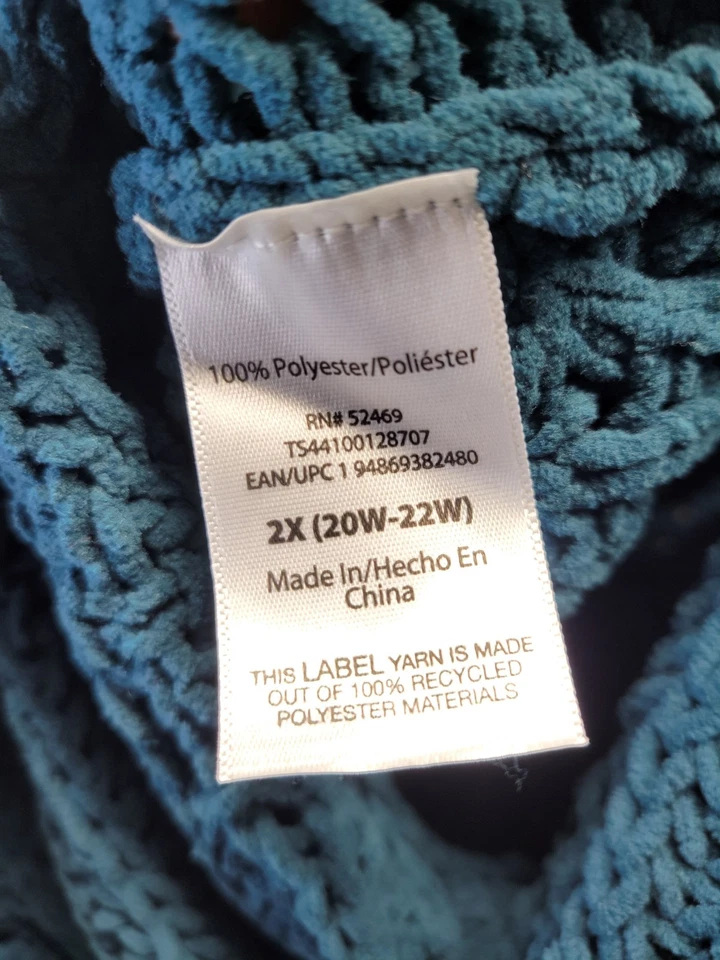 100% Polyester/Poliéster
RN# 52469
TS44100128707
EAN/UPC 1 94869382480
2X (20W-22W)
Made In/Hecho En
China
THIS LABEL YARN IS MADE
OUT OF 100% RECYCLED
POLYESTER MATERIALS